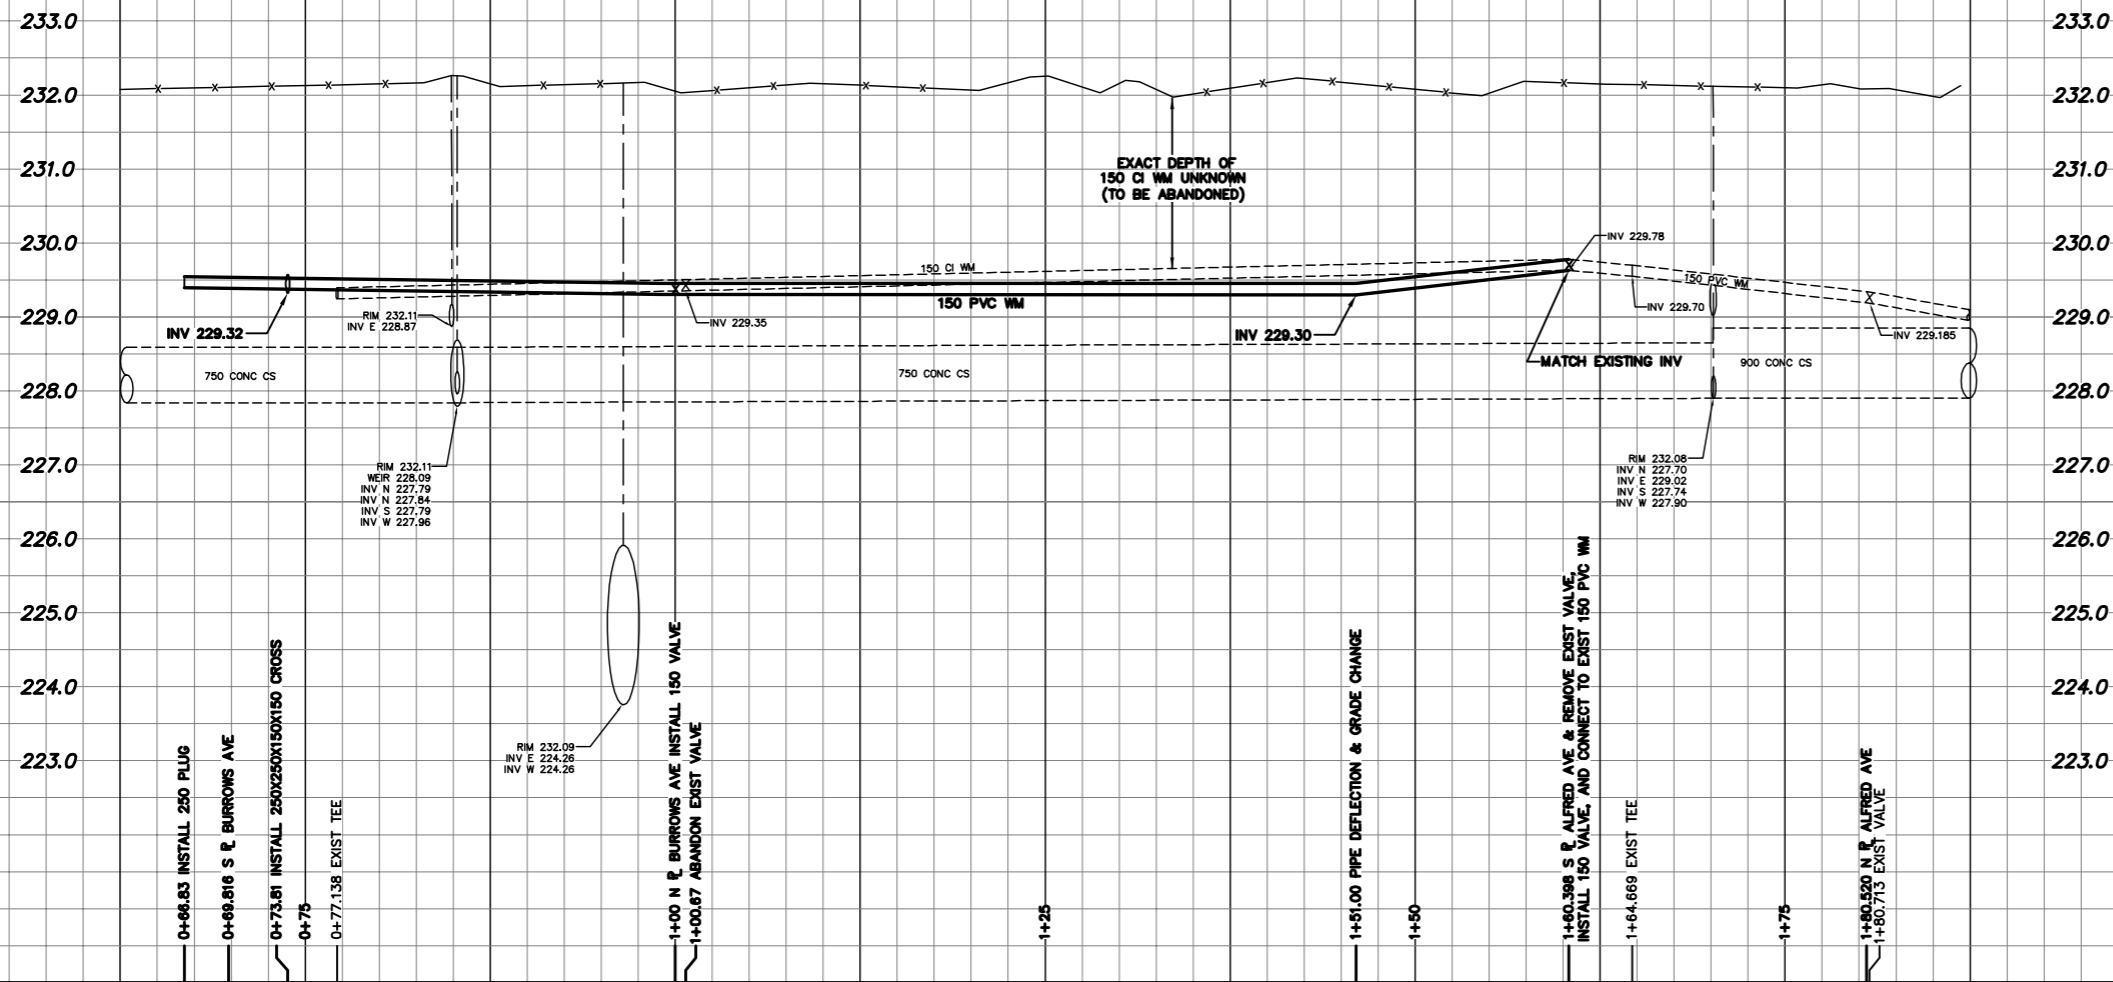 233.0
233.0
232.0
232.0
231.0
231.0
230.0
230.0
229.0
229.0
228.0
228.0
227.0
227.0
226.0
226.0
225.0
225.0
224.0
224.0
223.0
223.0
EXACT DEPTH OF
150 CI WM UNKNOWN
(TO BE ABANDONED)
INV 229.78
150 CI WM
150 PVC WM
150 PVC WM
INV 229.70
RIM 232.11
INV E 228.87
INV 229.32
INV 229.35
INV 229.30
INV 229.185
MATCH EXISTING INV
750 CONC CS
750 CONC CS
900 CONC CS
RIM 232.11
WEIR 228.09
INV N 227.79
INV N 227.84
INV S 227.79
INV W 227.96
RIM 232.08
INV N 227.70
INV E 229.02
INV S 227.74
INV W 227.90
RIM 232.09
INV E 224.26
INV W 224.26
0+66.83 INSTALL 250 PLUG
0+69.816 S PL BURROWS AVE
0+73.81 INSTALL 250X250X150X150 CROSS
0+75
0+77.138 EXIST TEE
1+00 N PL BURROWS AVE INSTALL 150 VALVE
1+00.67 ABANDON EXIST VALVE
1+25
1+51.00 PIPE DEFLECTION & GRADE CHANGE
1+50
1+60.398 S PL ALFRED AVE & REMOVE EXIST VALVE,
INSTALL 150 VALVE, AND CONNECT TO EXIST 150 PVC WM
1+64.669 EXIST TEE
1+75
1+80.520 N PL ALFRED AVE
1+80.713 EXIST VALVE